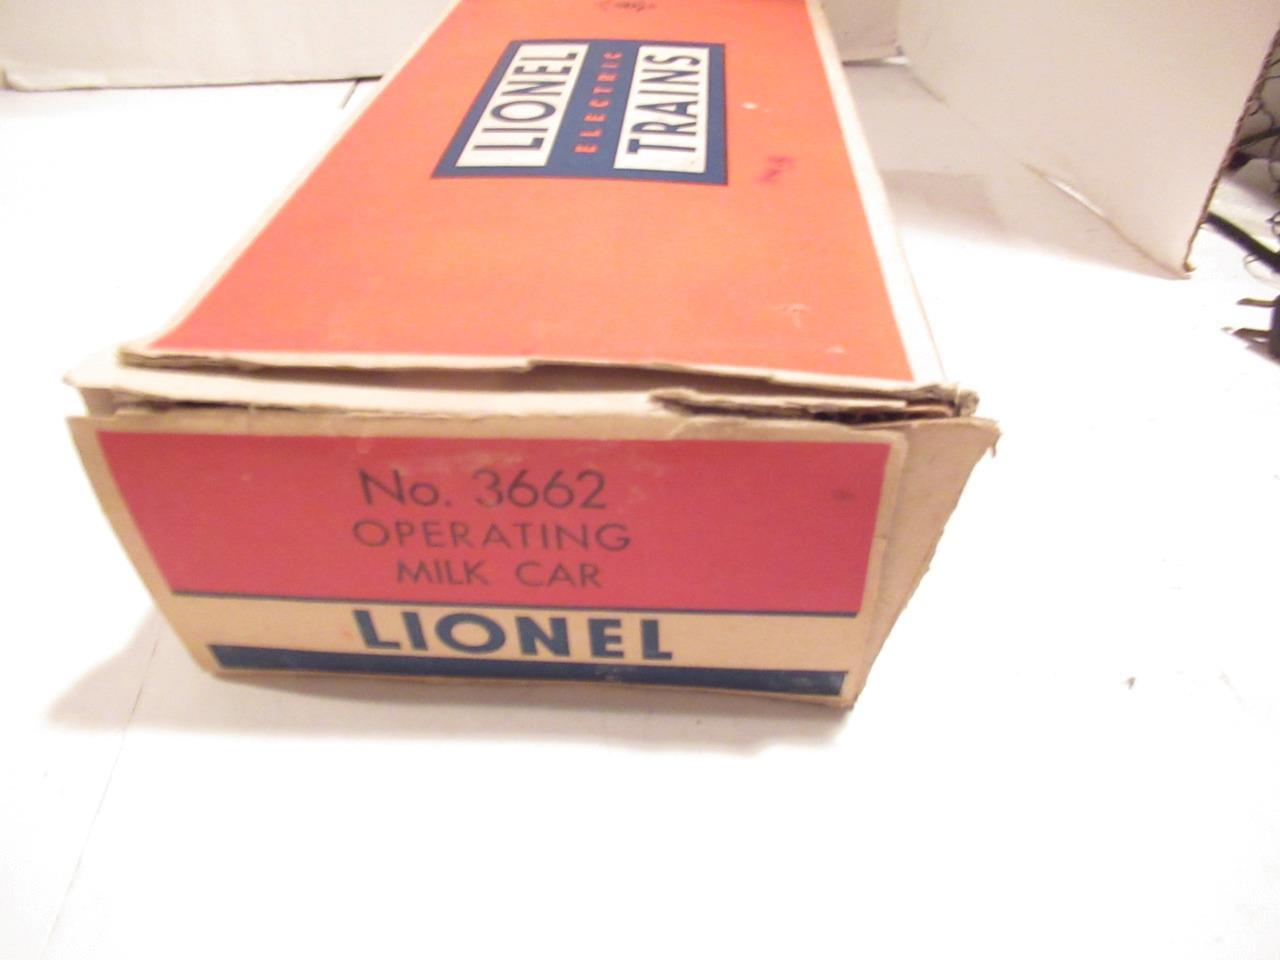 LIONEL
ELECTRIC
TRAINS
No. 3662
OPERATING
MILK CAR
LIONEL